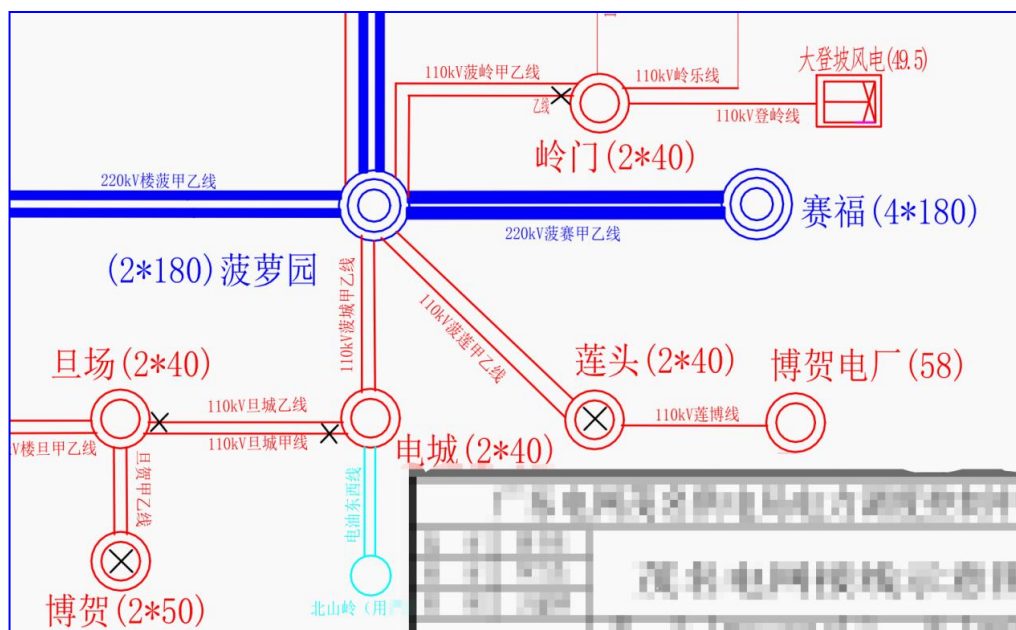 110kV菠岭甲乙线
110kV岭乐线
大登坡风电(49.5)
乙线
110kV登岭线
岭门(2*40)
220kV楼菠甲乙线
赛福(4*180)
220kV菠赛甲乙线
(2*180)菠萝园
110kV菠城甲乙线
110kV菠莲甲乙线
旦场(2*40)
莲头(2*40)
博贺电厂(58)
110kV旦城乙线
110kV莲博线
V楼旦甲乙线
110kV旦城甲线
电城(2*40)
旦贺甲乙线
电油东西线
博贺(2*50)
北山岭（用